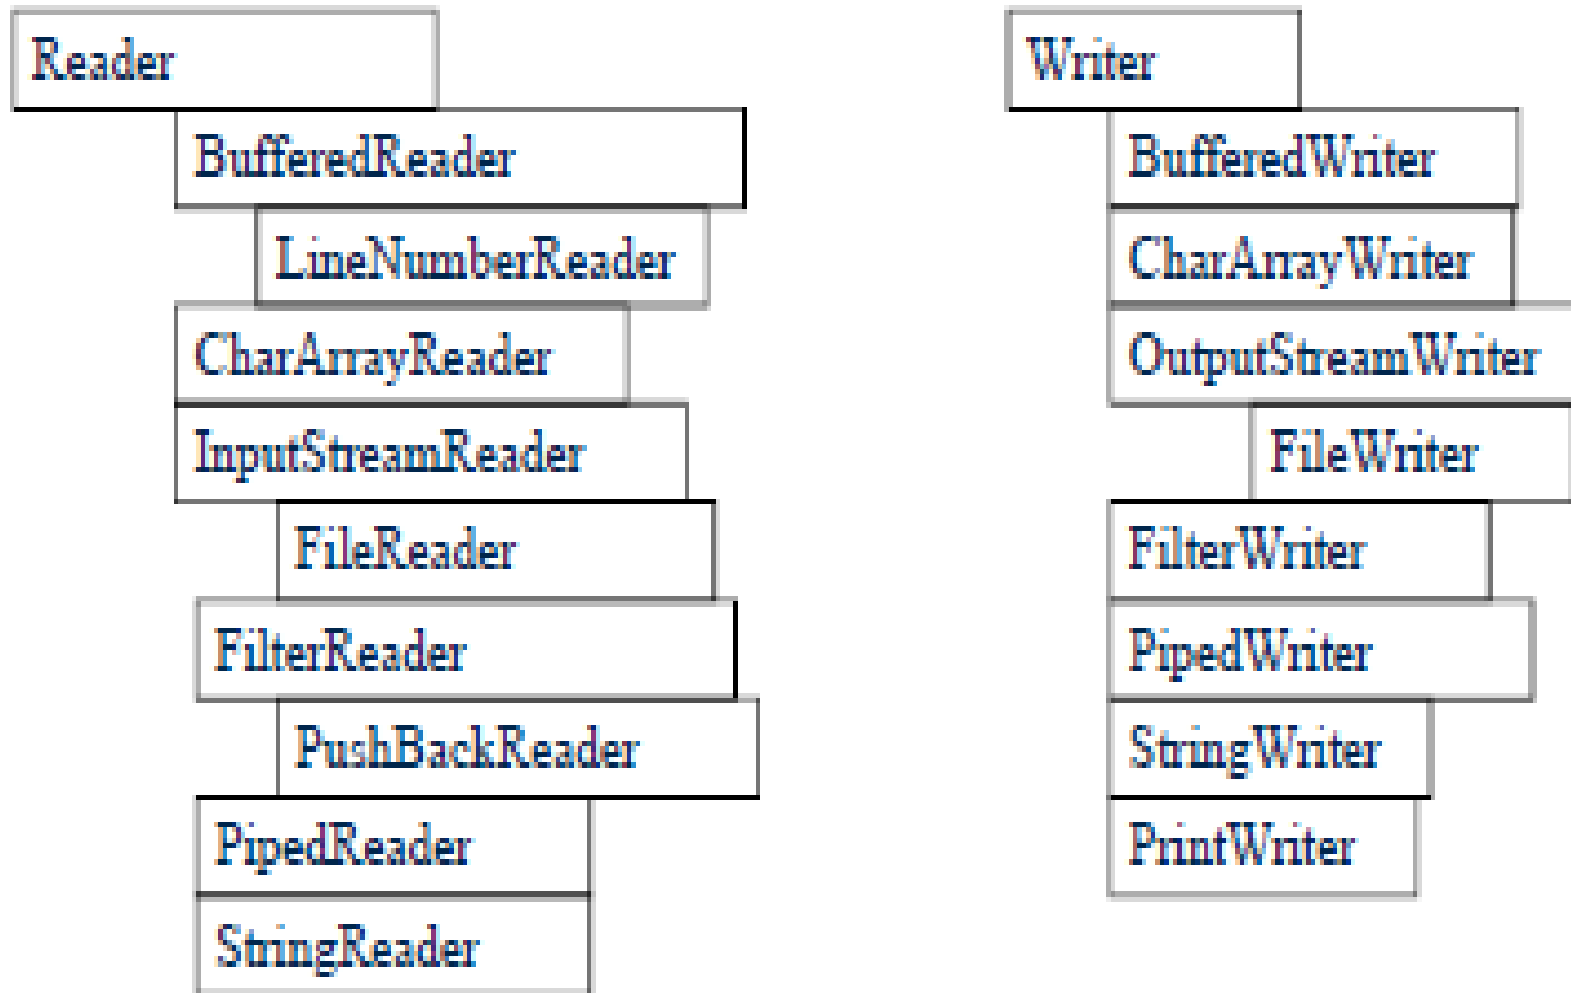 Reader
BufferedReader
LineNumberReader
CharArrayReader
InputStreamReader
FileReader
FilterReader
PushBackReader
PipedReader
StringReader
Writer
BufferedWriter
CharArrayWriter
OutputStreamWriter
FileWriter
FilterWriter
PipedWriter
StringWriter
PrintWriter